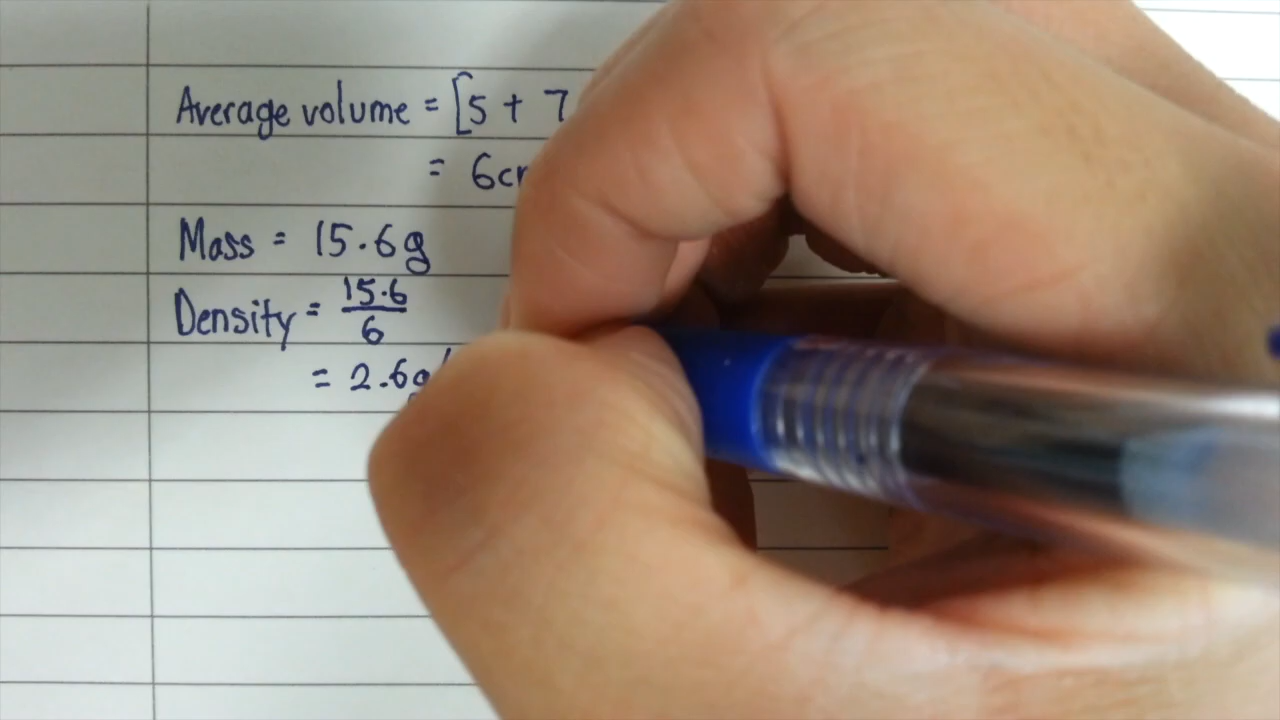 Average volume = [5 + 7
= 6c
Mass = 15.6g
Density = 15.6/6
= 2.6g/